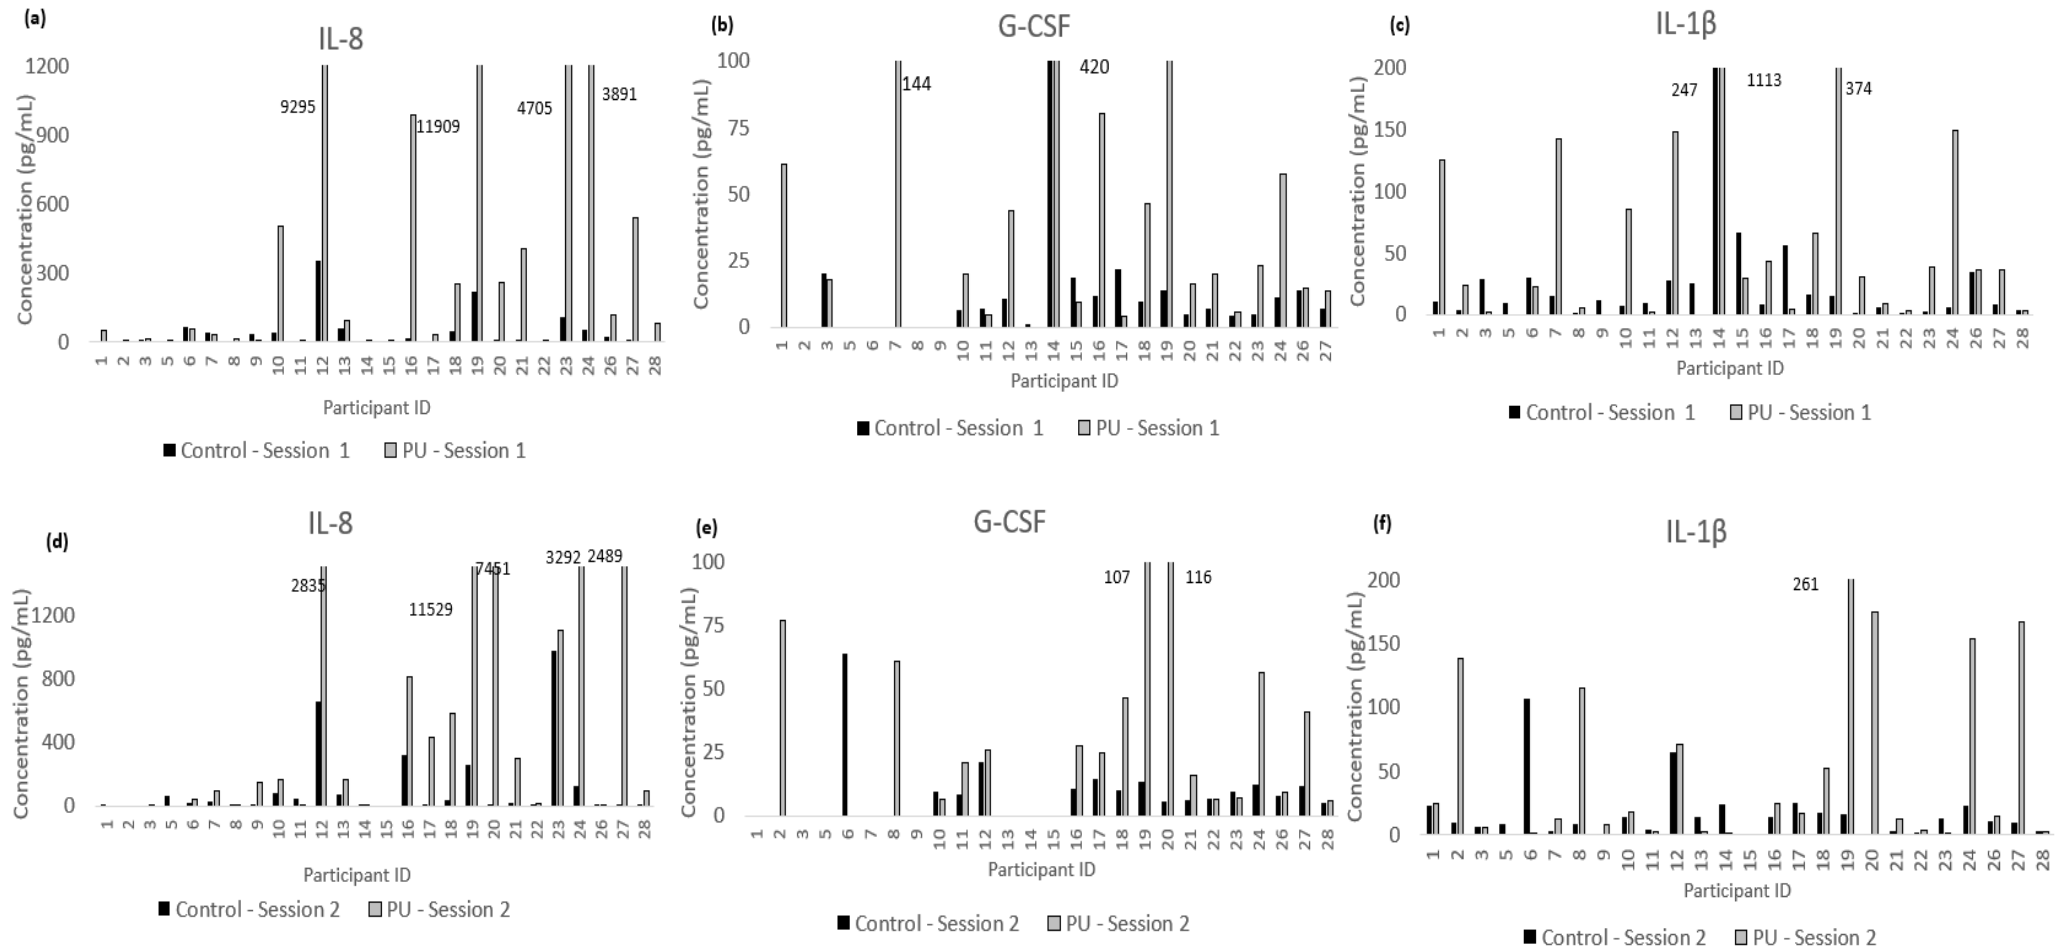 (a)
IL-8
Concentration (pg/mL)
1200
900
600
300
0
9295
11909
4705
3891
1 2 3 5 6 7 8 9 10 11 12 13 14 15 16 17 18 19 20 21 22 23 24 26 27 28
Participant ID
Control - Session 1 PU - Session 1
(b)
G-CSF
Concentration (pg/mL)
100
75
50
25
0
144
420
1 2 3 5 6 7 8 9 10 11 12 13 14 15 16 17 18 19 20 21 22 23 24 26 27
Participant ID
Control - Session 1 PU - Session 1
(c)
IL-1β
Concentration (pg/mL)
200
150
100
50
0
247
1113
374
1 2 3 5 6 7 8 9 10 11 12 13 14 15 16 17 18 19 20 21 22 23 24 26 27 28
Participant ID
Control - Session 1 PU - Session 1
(d)
IL-8
Concentration (pg/mL)
1200
800
400
0
2835
11529
7451
3292
2489
1 2 3 5 6 7 8 9 10 11 12 13 14 15 16 17 18 19 20 21 22 23 24 26 27 28
Participant ID
Control - Session 2 PU - Session 2
(e)
G-CSF
Concentration (pg/mL)
100
75
50
25
0
107
116
1 2 3 5 6 7 8 9 10 11 12 13 14 15 16 17 18 19 20 21 22 23 24 26 27 28
Participant ID
Control - Session 2 PU - Session 2
(f)
IL-1β
Concentration (pg/mL)
200
150
100
50
0
261
1 2 3 5 6 7 8 9 10 11 12 13 14 15 16 17 18 19 20 21 22 23 24 26 27 28
Participant ID
Control - Session 2 PU - Session 2